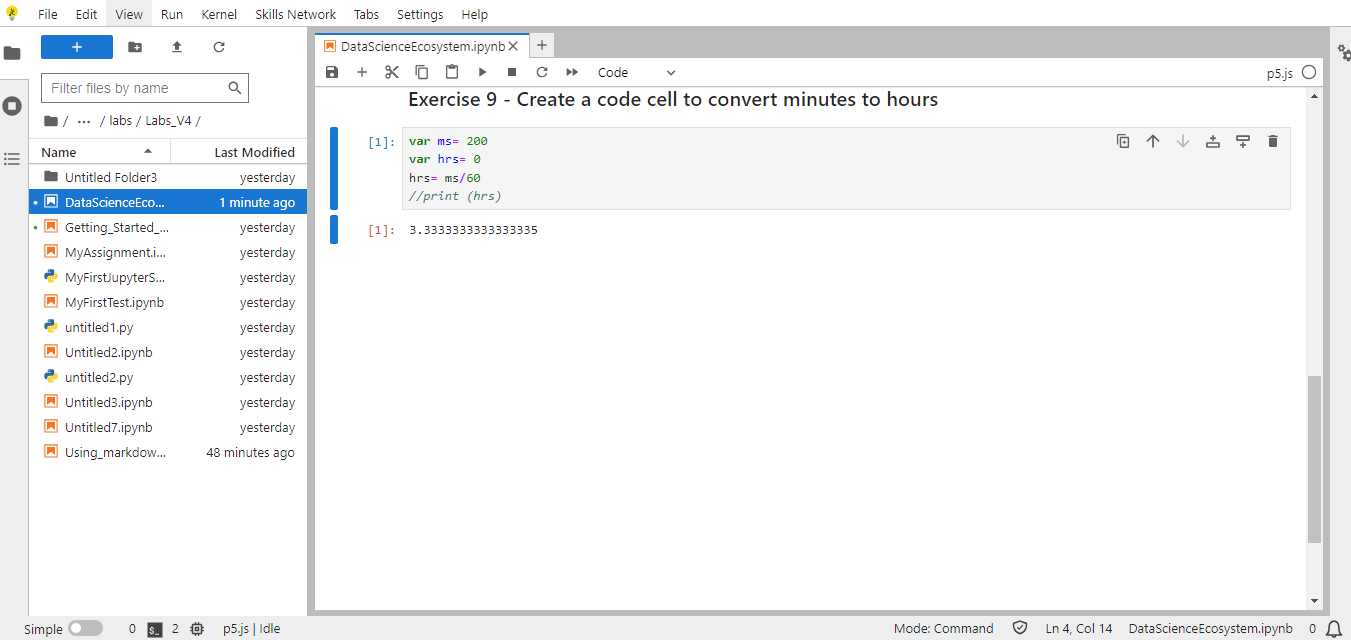 File Edit View Run Kernel Skills Network Tabs Settings Help
+
Filter files by name
/ ··· / labs / Labs_V4 /
Name Last Modified
Untitled Folder3 yesterday
DataScienceEco... 1 minute ago
Getting_Started_... yesterday
MyAssignment.i... yesterday
MyFirstJupyterS... yesterday
MyFirstTest.ipynb yesterday
untitled1.py yesterday
Untitled2.ipynb yesterday
untitled2.py yesterday
Untitled3.ipynb yesterday
Untitled7.ipynb yesterday
Using_markdow... 48 minutes ago
DataScienceEcosystem.ipynb
Code
p5.js
Exercise 9 - Create a code cell to convert minutes to hours
[1]: var ms= 200
var hrs= 0
hrs= ms/60
//print (hrs)
[1]: 3.3333333333333335
Simple 0 $_ 2 p5.js | Idle Mode: Command Ln 4, Col 14 DataScienceEcosystem.ipynb 0